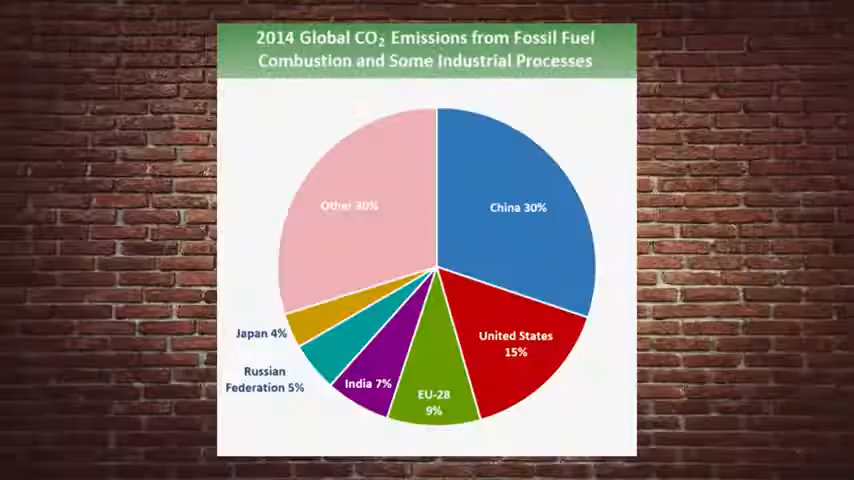 2014 Global CO₂ Emissions from Fossil Fuel
Combustion and Some Industrial Processes
Other 30%
China 30%
Japan 4%
United States
15%
Russian
Federation 5%
India 7%
EU-28
9%